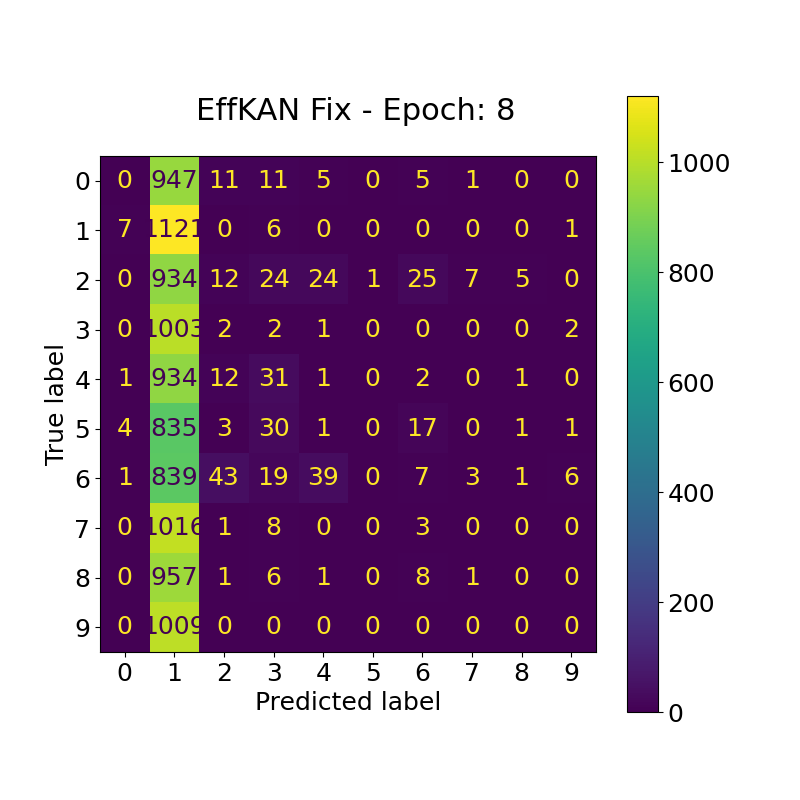 EffKAN Fix - Epoch: 8
0 0 947 11 11 5 0 5 1 0 0
1 7 1121 0 6 0 0 0 0 0 1
2 0 934 12 24 24 1 25 7 5 0
3 0 1003 2 2 1 0 0 0 0 2
4 1 934 12 31 1 0 2 0 1 0
5 4 835 3 30 1 0 17 0 1 1
6 1 839 43 19 39 0 7 3 1 6
7 0 1016 1 8 0 0 3 0 0 0
8 0 957 1 6 1 0 8 1 0 0
9 0 1009 0 0 0 0 0 0 0 0
0 1 2 3 4 5 6 7 8 9
Predicted label
True label
1000
800
600
400
200
0